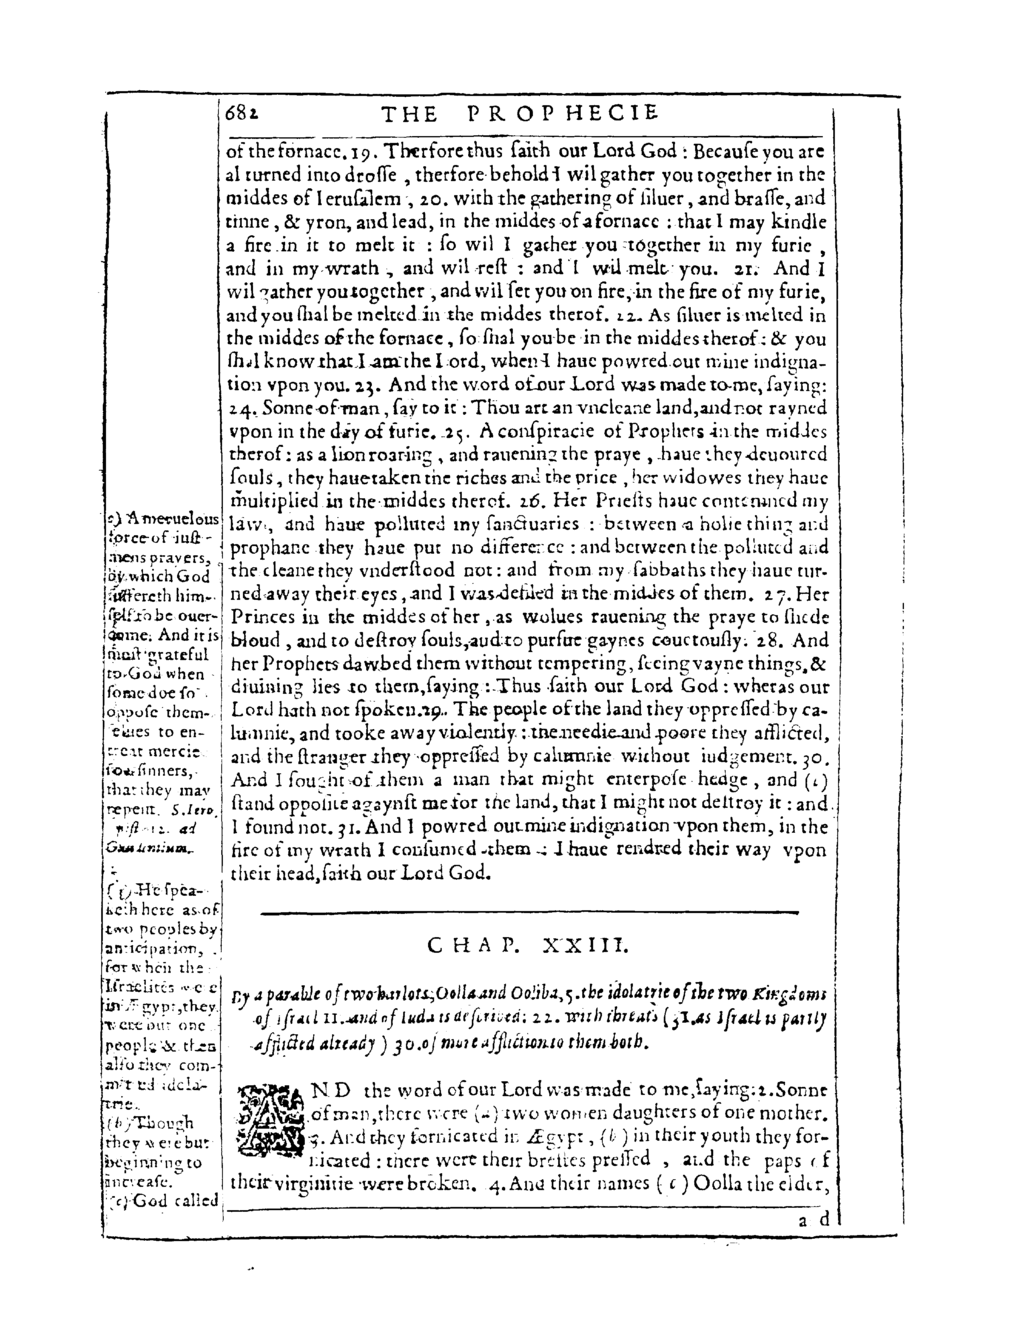 682 THE PROPHECIE
of the fornace. 19. Therfore thus ſaith our Lord God : Becauſe you are
al turned into droſſe , therfore behold I wil gather you together in the
middes of Ieruſalem , 20. with the gathering of ſiluer , and braſſe, and
tinne , & yron, and lead, in the middes of a fornace : that I may kindle
a fire in it to melt it : ſo wil I gather you together in my furie ,
and in my wrath , and wil reſt : and I wil melt you. 21. And I
wil gather you together , and wil ſet you on fire, in the fire of my furie,
and you ſhal be melted in the middes therof. 22. As ſiluer is melted in
the middes of the fornace , ſo ſhal you be in the middes therof : & you
ſhal know that I am the Lord, when I haue powred out mine indigna-
tion vpon you. 23. And the word of our Lord was made to me, ſaying:
24. Sonne of man , ſay to it : Thou art an vncleane land, and not rayned
vpon in the day of furie. 25. A conſpiracie of Prophets in the middes
therof : as a lion roaring , and rauening the praye , haue they deuoured
ſouls , they haue taken the riches and the price , her widowes they haue
multiplied in the middes therof. 26. Her Prieſts haue contemned my
law , and haue polluted my ſanctuaries : between a holie thing and
prophane they haue put no difference : and between the polluted and
the cleane they vnderſtood not : and from my ſabbaths they haue tur-
ned away their eyes , and I was defiled in the middes of them. 27. Her
Princes in the middes of her , as wolues rauening the praye to ſhede
bloud , and to deſtroy ſouls, and to purſue gaynes couetouſly. 28. And
her Prophets dawbed them without tempering, ſeeing vayne things, &
diuining lies to them, ſaying : Thus ſaith our Lord God : wheras our
Lord hath not ſpoken. 29. The people of the land they oppreſſed by ca-
lumnie, and tooke away violently : the needie and poore they afflicted,
and the ſtranger they oppreſſed by calumnie without iudgement. 30.
And I ſought of them a man that might enterpoſe hedge , and (c)
ſtand oppoſite agaynſt me for the land, that I might not deſtroy it : and
I found not. 31. And I powred out mine indignation vpon them, in the
fire of my wrath I conſumed them : I haue rendred their way vpon
their head, ſaith our Lord God.
c) A meruelous
force of iuſt
mens prayers,
by which God
ſuffereth him-
ſelf to be ouer-
come. And it is
moſt grateful
to God when
ſome doe ſo
oppoſe them-
ſelues to en-
treat mercie
for ſinners,
that they may
repent. S. Iero.
epiſt. 12. ad
Gaudentium.
CHAP. XXIII.
By a parable of two harlots, Oolla and Ooliba, 5. the idolatrie of the two Kingdoms
of Iſrael 11. and of Iuda is deſcribed: 22. with threats (31. as Iſrael is partly
afflicted already ) 30. of more affliction to them both.
AND the word of our Lord was made to me, ſaying: 2. Sonne
of man, there were (a) two women daughters of one mother.
3. And they fornicated in Ægypt , (b) in their youth they for-
nicated : there were their breſtes preſſed , and the paps of
their virginitie were broken. 4. And their names (c) Oolla the elder,
He ſpea-
keth here as of
two peoples by
anticipation,
for when the
Iſraelites were
in Ægypt, they
were but one
people & then
alſo they com-
mitted idola-
trie.
(b) Though
they were but
beginning to
increaſe.
(c) God called
a d